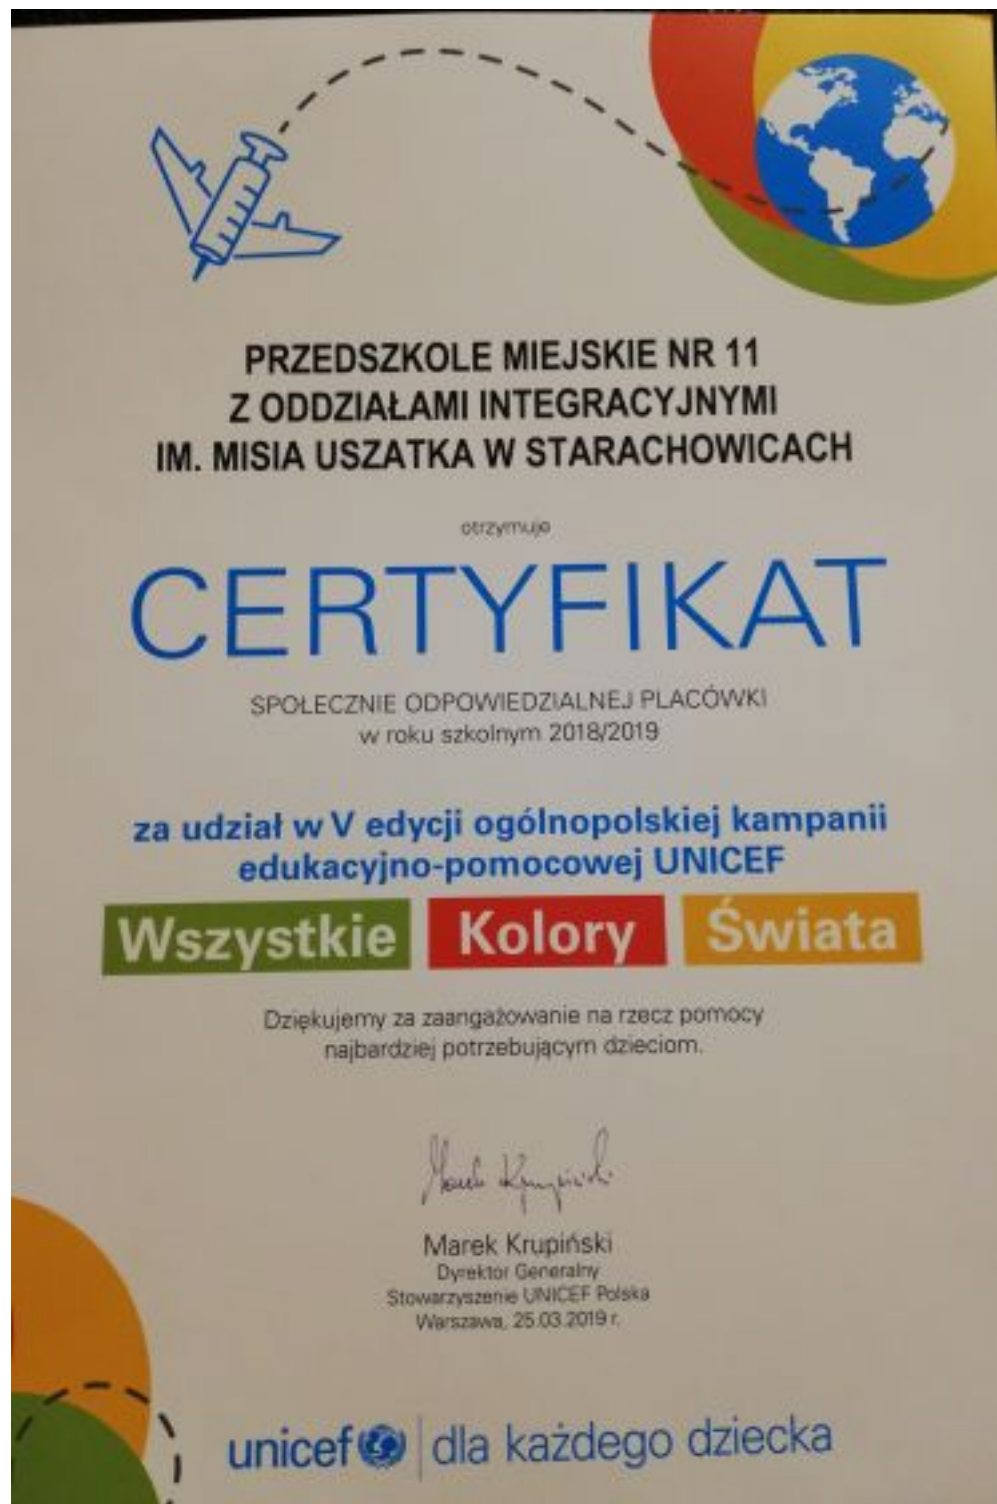 PRZEDSZKOLE MIEJSKIE NR 11
Z ODDZIAŁAMI INTEGRACYJNYMI
IM. MISIA USZATKA W STARACHOWICACH
otrzymuje
CERTYFIKAT
SPOŁECZNIE ODPOWIEDZIALNEJ PLACÓWKI
w roku szkolnym 2018/2019
za udział w V edycji ogólnopolskiej kampanii
edukacyjno-pomocowej UNICEF
Wszystkie Kolory Świata
Dziękujemy za zaangażowanie na rzecz pomocy
najbardziej potrzebującym dzieciom.
Marek Krupiński
Marek Krupiński
Dyrektor Generalny
Stowarzyszenie UNICEF Polska
Warszawa, 25.03.2019 r.
unicef dla każdego dziecka